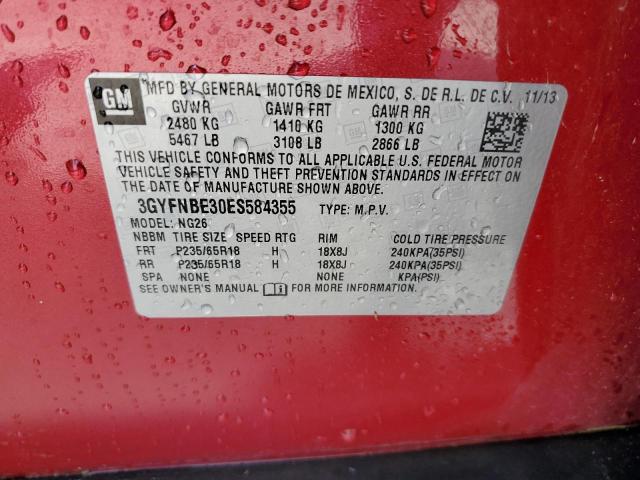 GM
MFD BY GENERAL MOTORS DE MEXICO, S. DE R.L. DE C.V. 11/13
GVWR GAWR FRT GAWR RR
2480 KG 1410 KG 1300 KG
5467 LB 3108 LB 2866 LB
THIS VEHICLE CONFORMS TO ALL APPLICABLE U.S. FEDERAL MOTOR
VEHICLE SAFETY AND THEFT PREVENTION STANDARDS IN EFFECT ON
THE DATE OF MANUFACTURE SHOWN ABOVE.
3GYFNBE30ES584355 TYPE: M.P.V.
MODEL: NG26
NBBM TIRE SIZE SPEED RTG RIM COLD TIRE PRESSURE
FRT P235/65R18 H 18X8J 240KPA(35PSI)
RR P235/65R18 H 18X8J 240KPA(35PSI)
SPA NONE NONE KPA(PSI)
SEE OWNER'S MANUAL FOR MORE INFORMATION.